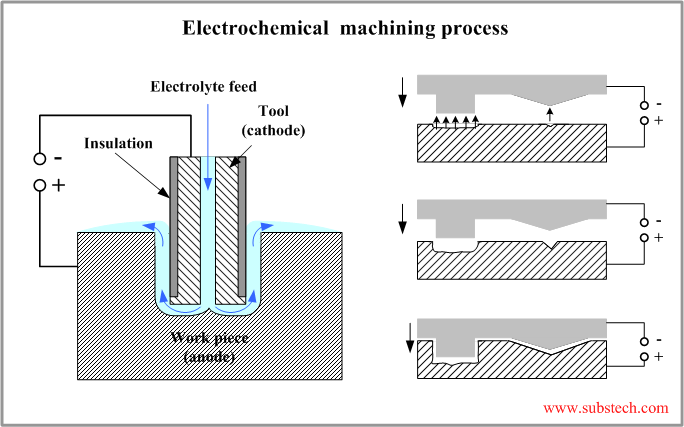 Electrochemical machining process
Electrolyte feed
Tool
(cathode)
Insulation
-
+
Work piece
(anode)
-
+
-
+
-
+
www.substech.com